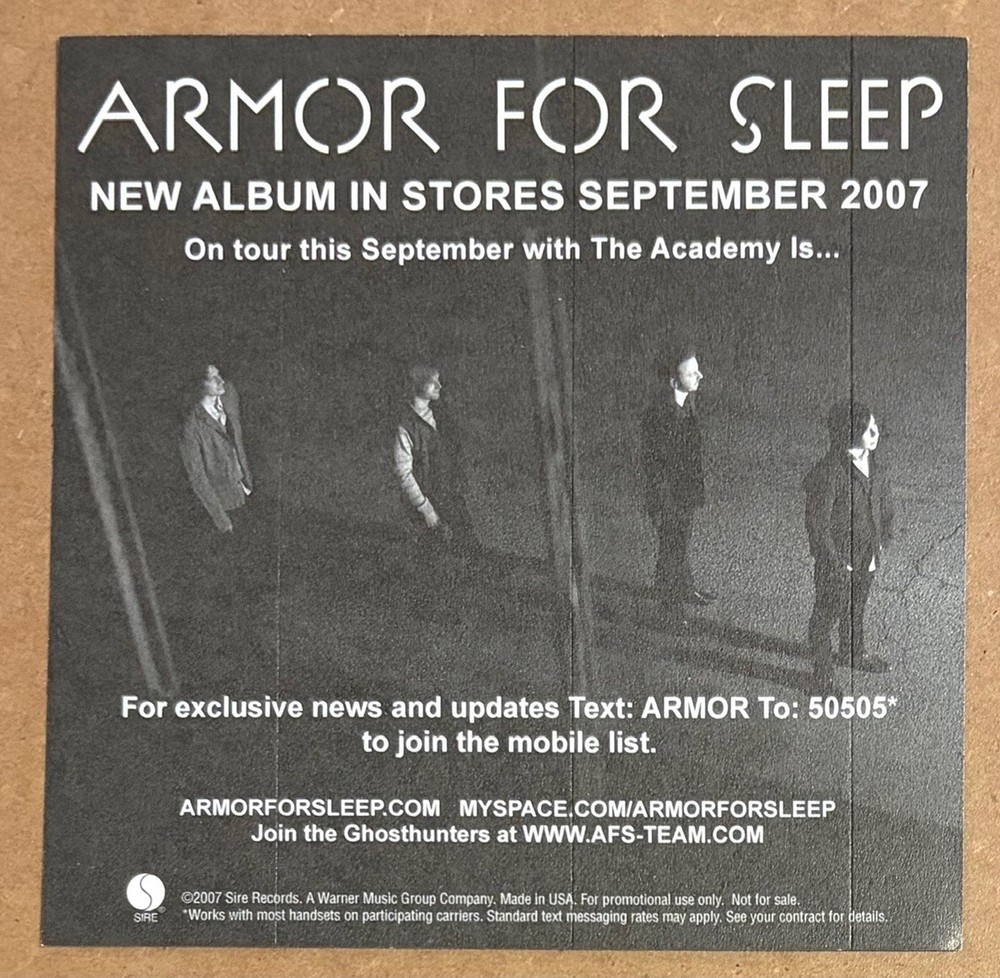 ARMOR FOR SLEEP
NEW ALBUM IN STORES SEPTEMBER 2007
On tour this September with The Academy Is...
For exclusive news and updates Text: ARMOR To: 50505*
to join the mobile list.
ARMORFORSLEEP.COM MYSPACE.COM/ARMORFORSLEEP
Join the Ghosthunters at WWW.AFS-TEAM.COM
SIRE®
©2007 Sire Records. A Warner Music Group Company. Made in USA. For promotional use only. Not for sale.
*Works with most handsets on participating carriers. Standard text messaging rates may apply. See your contract for details.